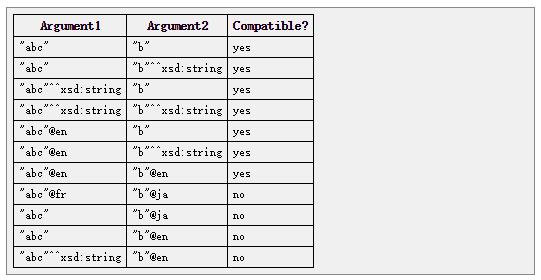 Argument1 Argument2 Compatible?
"abc" "b" yes
"abc" "b"^^xsd:string yes
"abc"^^xsd:string "b" yes
"abc"^^xsd:string "b"^^xsd:string yes
"abc"@en "b" yes
"abc"@en "b"^^xsd:string yes
"abc"@en "b"@en yes
"abc"@fr "b"@ja no
"abc" "b"@ja no
"abc" "b"@en no
"abc"^^xsd:string "b"@en no